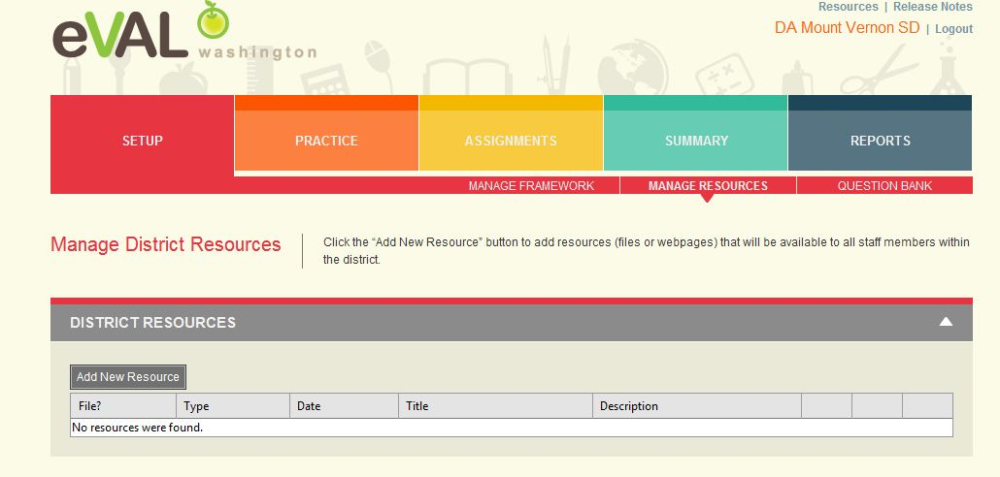 Resources | Release Notes
eVAL washington
DA Mount Vernon SD | Logout
SETUP PRACTICE ASSIGNMENTS SUMMARY REPORTS
MANAGE FRAMEWORK MANAGE RESOURCES QUESTION BANK
Manage District Resources
Click the “Add New Resource” button to add resources (files or webpages) that will be available to all staff members within
the district.
DISTRICT RESOURCES
Add New Resource
File? Type Date Title Description
No resources were found.